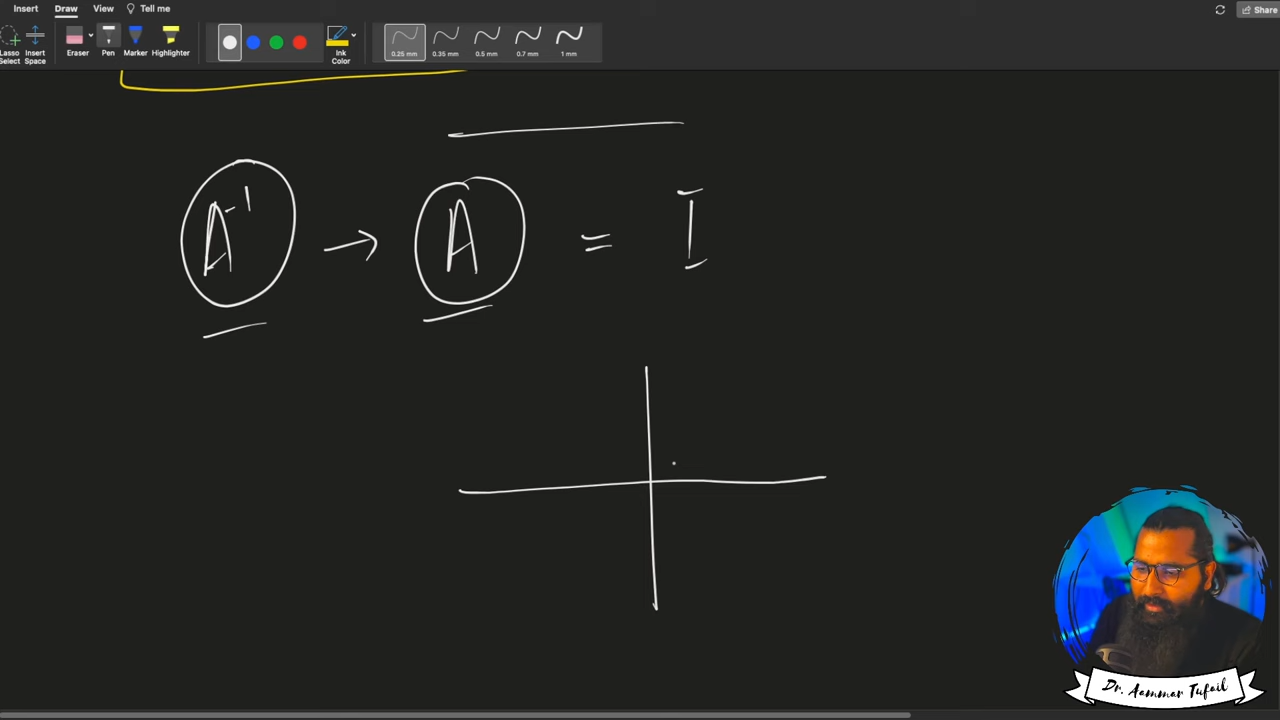 Insert Draw View Tell me Share
Lasso Select Insert Space Eraser Pen Marker Highlighter Ink Color 0.25 mm 0.35 mm 0.5 mm 0.7 mm 1 mm
A⁻¹ → A = I
Dr. Aammar Tufail